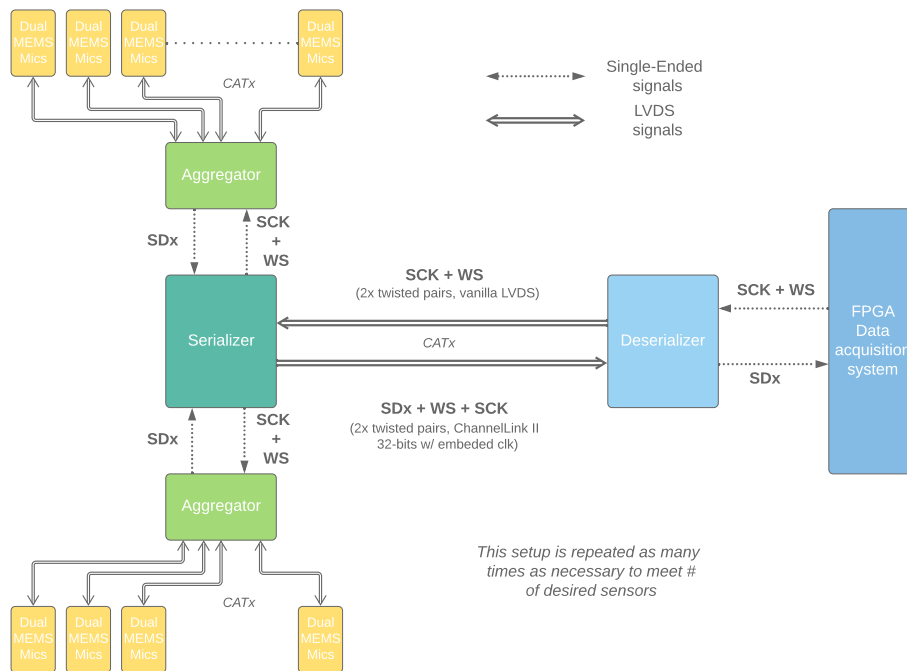 Dual
MEMS
Mics
Dual
MEMS
Mics
Dual
MEMS
Mics
Dual
MEMS
Mics
CATx
Single-Ended
signals
LVDS
signals
Aggregator
SDx
SCK
+
WS
SCK + WS
(2x twisted pairs, vanilla LVDS)
SCK + WS
Serializer
CATx
Deserializer
FPGA
Data
acquisition
system
SDx
SDx + WS + SCK
(2x twisted pairs, ChannelLink II
32-bits w/ embeded clk)
SDx
SCK
+
WS
Aggregator
This setup is repeated as many
times as necessary to meet #
of desired sensors
CATx
Dual
MEMS
Mics
Dual
MEMS
Mics
Dual
MEMS
Mics
Dual
MEMS
Mics